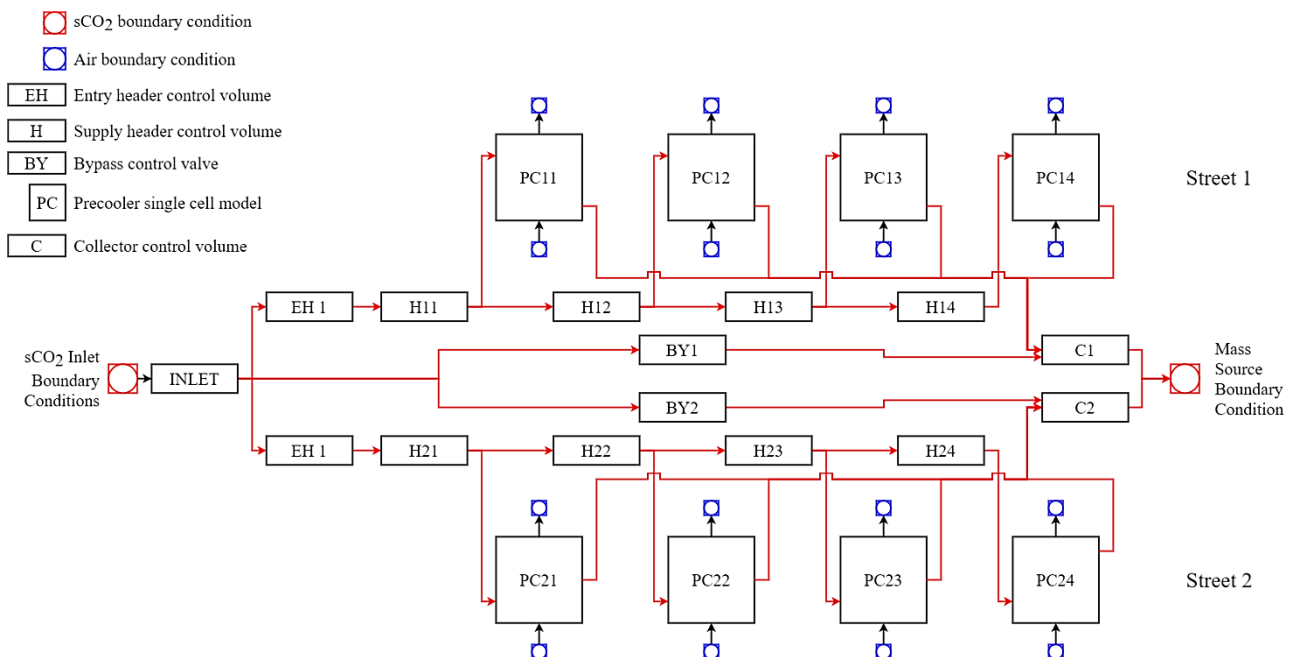 sCO2 boundary condition
Air boundary condition
EH Entry header control volume
H Supply header control volume
BY Bypass control valve
PC Precooler single cell model
C Collector control volume
PC11 PC12 PC13 PC14
Street 1
EH 1 H11 H12 H13 H14
sCO2 Inlet
Boundary
Conditions
INLET
BY1
C1
BY2
C2
Mass
Source
Boundary
Condition
EH 1 H21 H22 H23 H24
PC21 PC22 PC23 PC24
Street 2